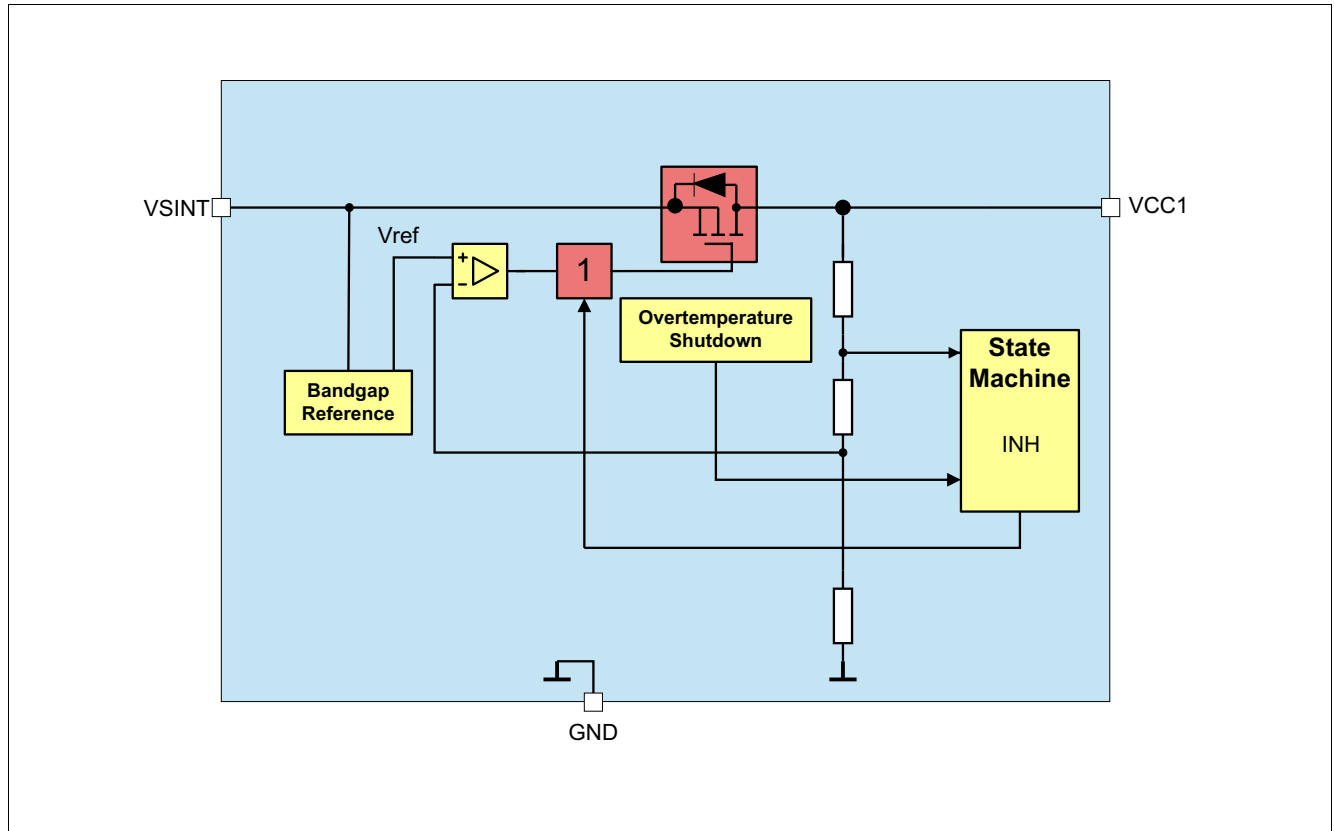 VSINT
VCC1
Vref
+
-
1
Overtemperature
Shutdown
State
Machine
INH
Bandgap
Reference
GND